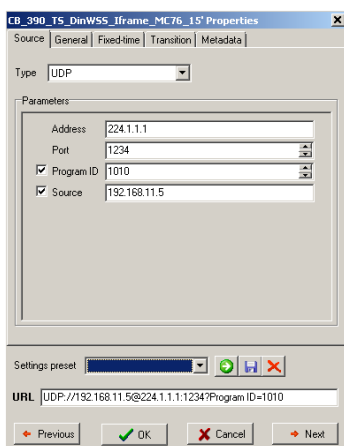 CB_390_TS_DinWSS_Iframe_MC76_15' Properties
Source General Fixed-time Transition Metadata
Type UDP
Parameters
Address 224.1.1.1
Port 1234
Program ID 1010
Source 192.168.11.5
Settings preset
URL UDP://192.168.11.5@224.1.1.1:1234?Program ID=1010
Previous OK Cancel Next